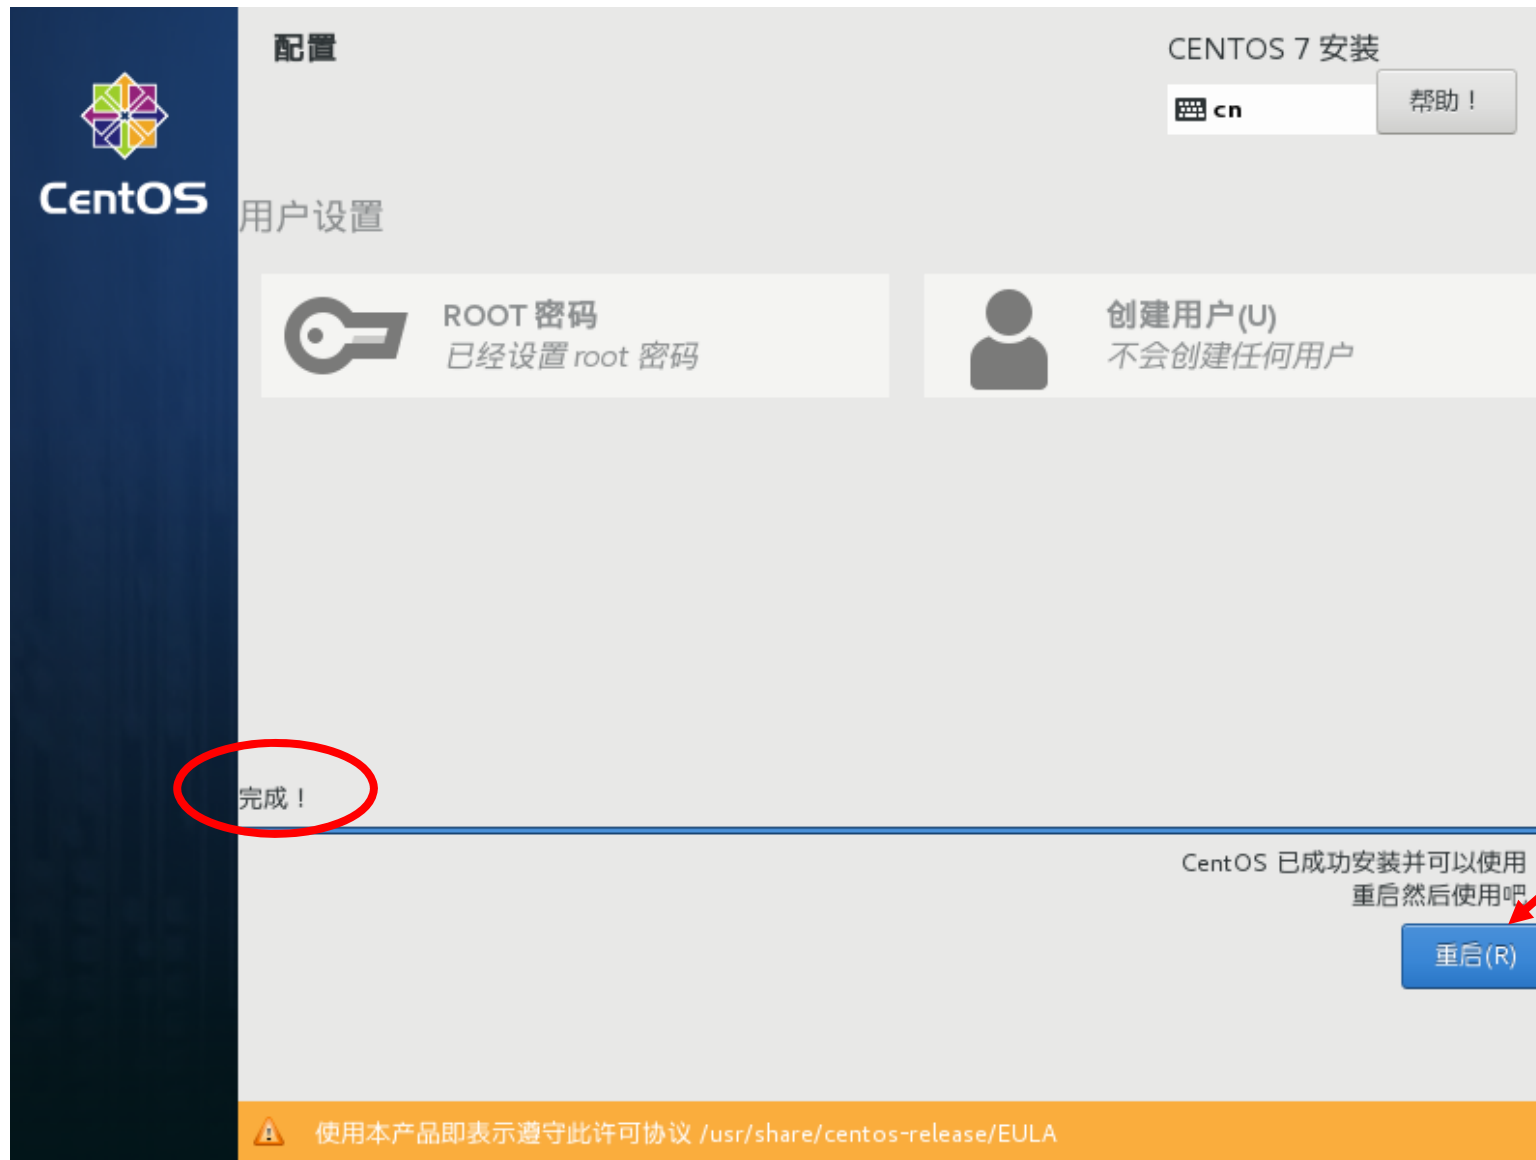 配置
CENTOS 7 安装
cn
帮助！
CentOS
用户设置
ROOT 密码
已经设置 root 密码
创建用户(U)
不会创建任何用户
完成！
CentOS 已成功安装并可以使用
重启然后使用吧
重启(R)
使用本产品即表示遵守此许可协议 /usr/share/centos-release/EULA